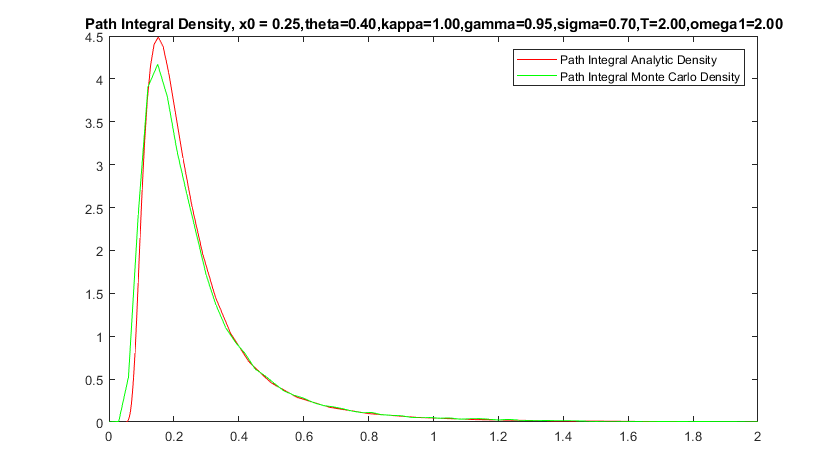 Path Integral Density, x0 = 0.25,theta=0.40,kappa=1.00,gamma=0.95,sigma=0.70,T=2.00,omega1=2.00
Path Integral Analytic Density
Path Integral Monte Carlo Density
4.5
4
3.5
3
2.5
2
1.5
1
0.5
0
0 0.2 0.4 0.6 0.8 1 1.2 1.4 1.6 1.8 2